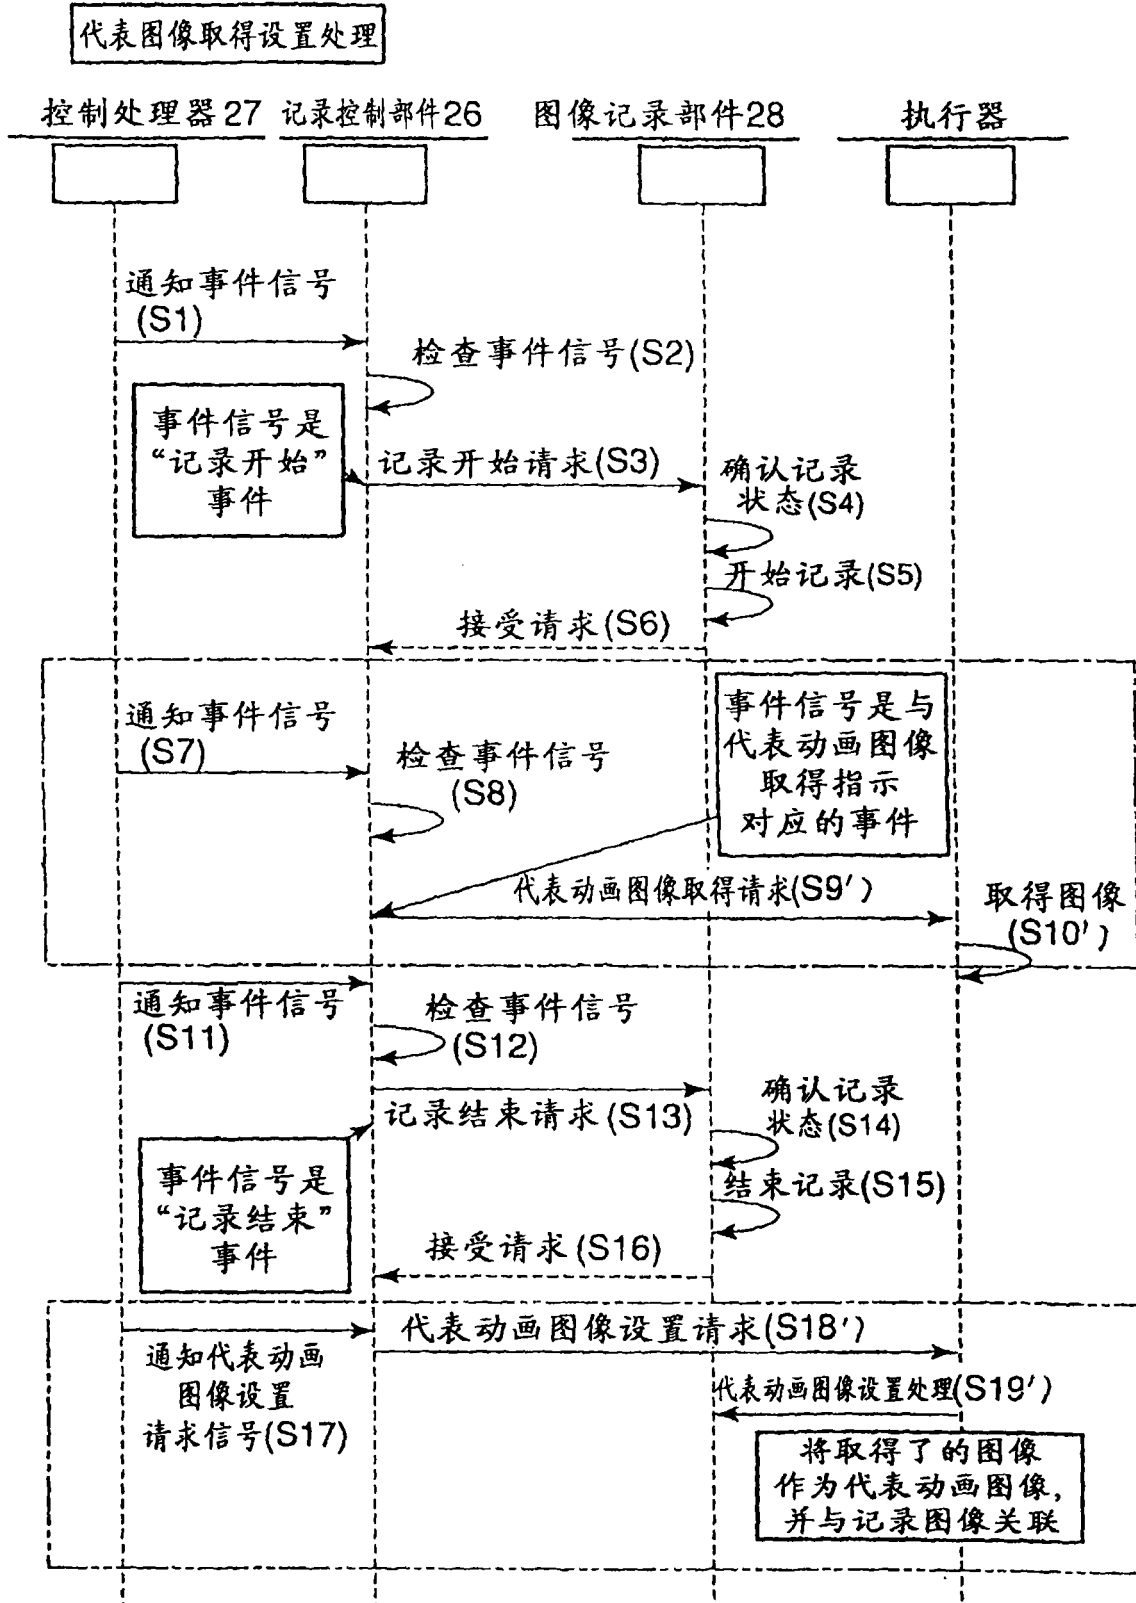 代表图像取得设置处理
控制处理器27
记录控制部件26
图像记录部件28
执行器
通知事件信号
(S1)
检查事件信号(S2)
事件信号是
“记录开始”
事件
记录开始请求(S3)
确认记录
状态(S4)
开始记录(S5)
接受请求(S6)
通知事件信号
(S7)
检查事件信号
(S8)
事件信号是与
代表动画图像
取得指示
对应的事件
代表动画图像取得请求(S9')
取得图像
(S10')
通知事件信号
(S11)
检查事件信号
(S12)
记录结束请求(S13)
确认记录
状态(S14)
结束记录(S15)
事件信号是
“记录结束”
事件
接受请求(S16)
代表动画图像设置请求(S18')
通知代表动画
图像设置
请求信号(S17)
代表动画图像设置处理(S19')
将取得了的图像
作为代表动画图像,
并与记录图像关联